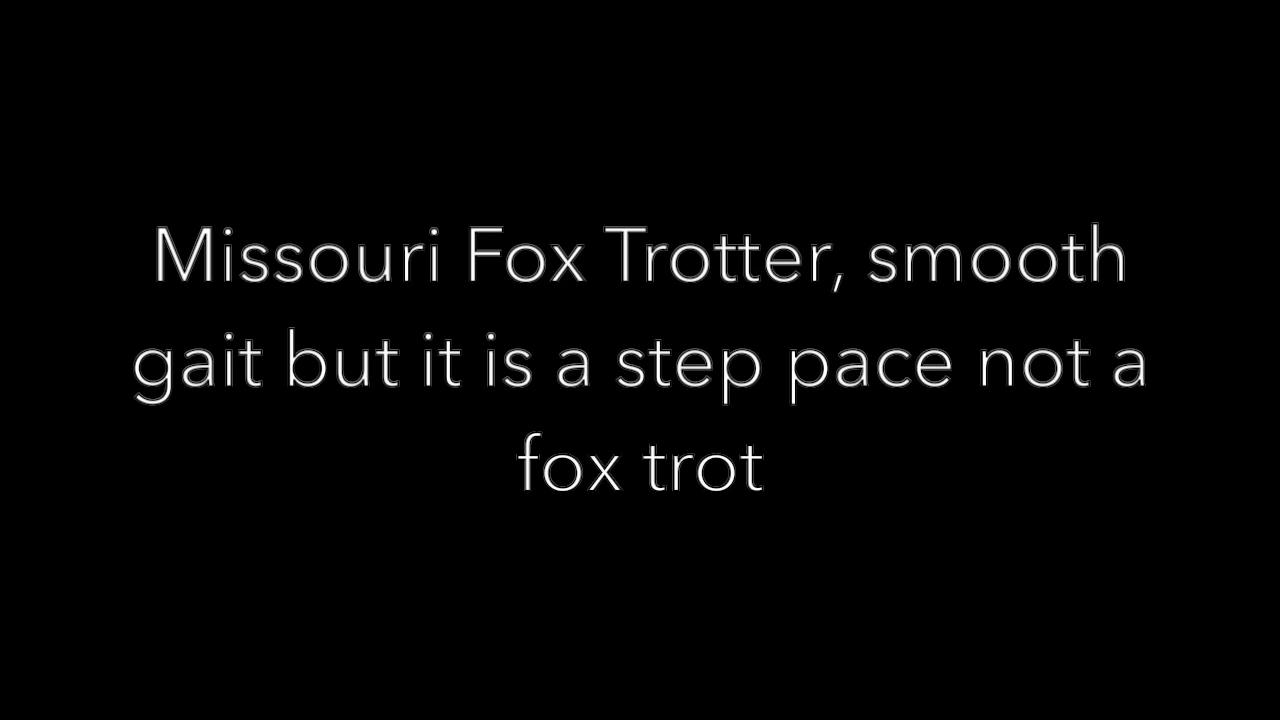 Missouri Fox Trotter, smooth
gait but it is a step pace not a
fox trot